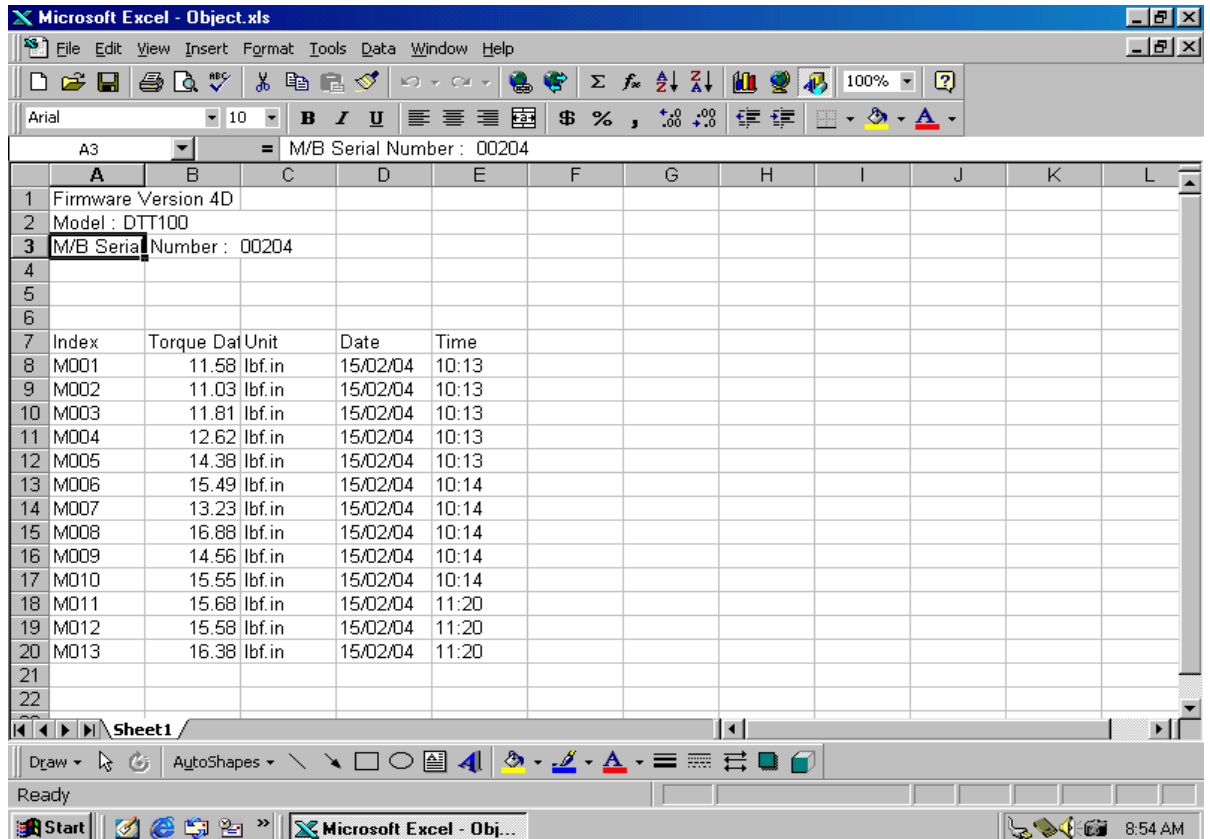 Microsoft Excel - Object.xls
File Edit View Insert Format Tools Data Window Help
ABC Σ fx A Z Z A 100% ?
Arial 10 B I U $ % , .0 .00 .00 .0 A
A3 = M/B Serial Number : 00204
A B C D E F G H I J K L
1 Firmware Version 4D
2 Model : DTT100
3 M/B Serial Number : 00204
4
5
6
7 Index Torque Dat Unit Date Time
8 M001 11.58 lbf.in 15/02/04 10:13
9 M002 11.03 lbf.in 15/02/04 10:13
10 M003 11.81 lbf.in 15/02/04 10:13
11 M004 12.62 lbf.in 15/02/04 10:13
12 M005 14.38 lbf.in 15/02/04 10:13
13 M006 15.49 lbf.in 15/02/04 10:14
14 M007 13.23 lbf.in 15/02/04 10:14
15 M008 16.88 lbf.in 15/02/04 10:14
16 M009 14.56 lbf.in 15/02/04 10:14
17 M010 15.55 lbf.in 15/02/04 10:14
18 M011 15.68 lbf.in 15/02/04 11:20
19 M012 15.58 lbf.in 15/02/04 11:20
20 M013 16.38 lbf.in 15/02/04 11:20
21
22
Sheet1
Draw AutoShapes A A
Ready
Start » Microsoft Excel - Obj... 8:54 AM